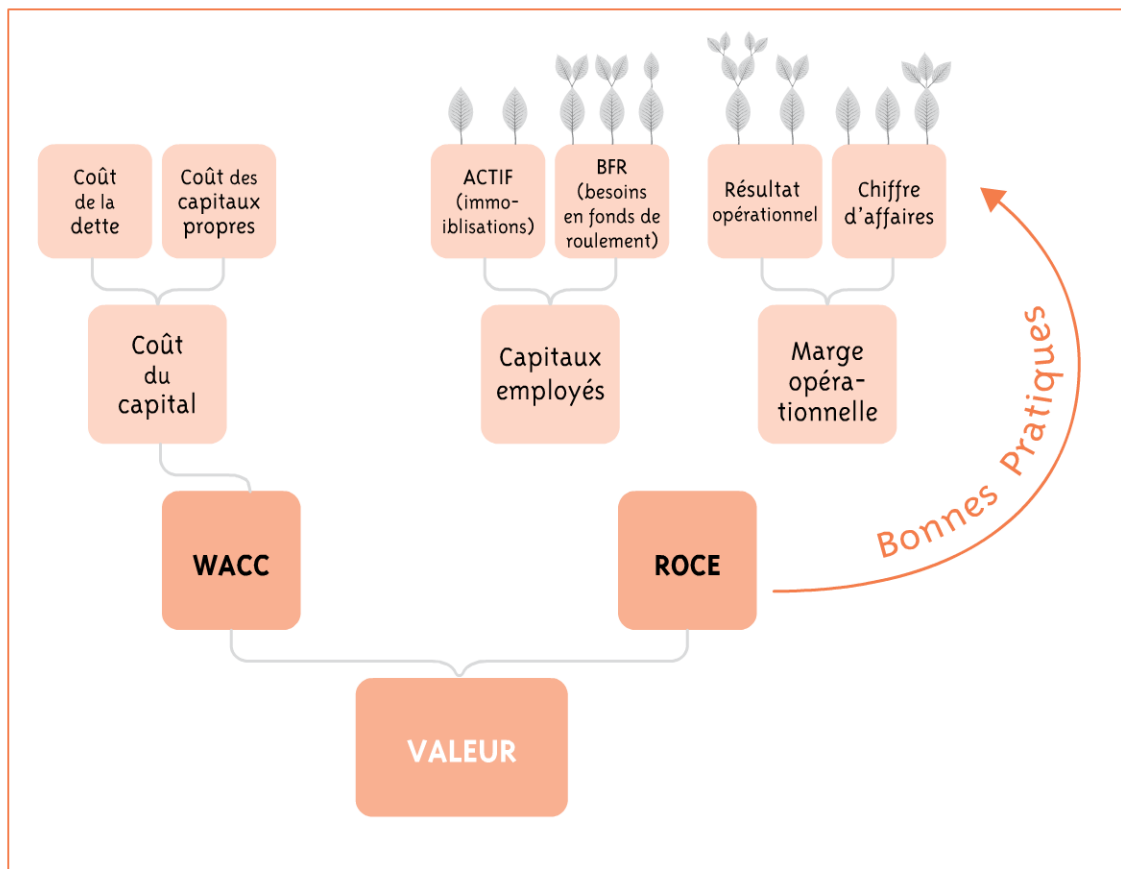 Coût
de la
dette
Coût des
capitaux
propres
ACTIF
(immo-
iblisations)
BFR
(besoins
en fonds de
roulement)
Résultat
opérationnel
Chiffre
d'affaires
Coût
du
capital
Capitaux
employés
Marge
opéra-
tionnelle
Bonnes Pratiques
WACC
ROCE
VALEUR